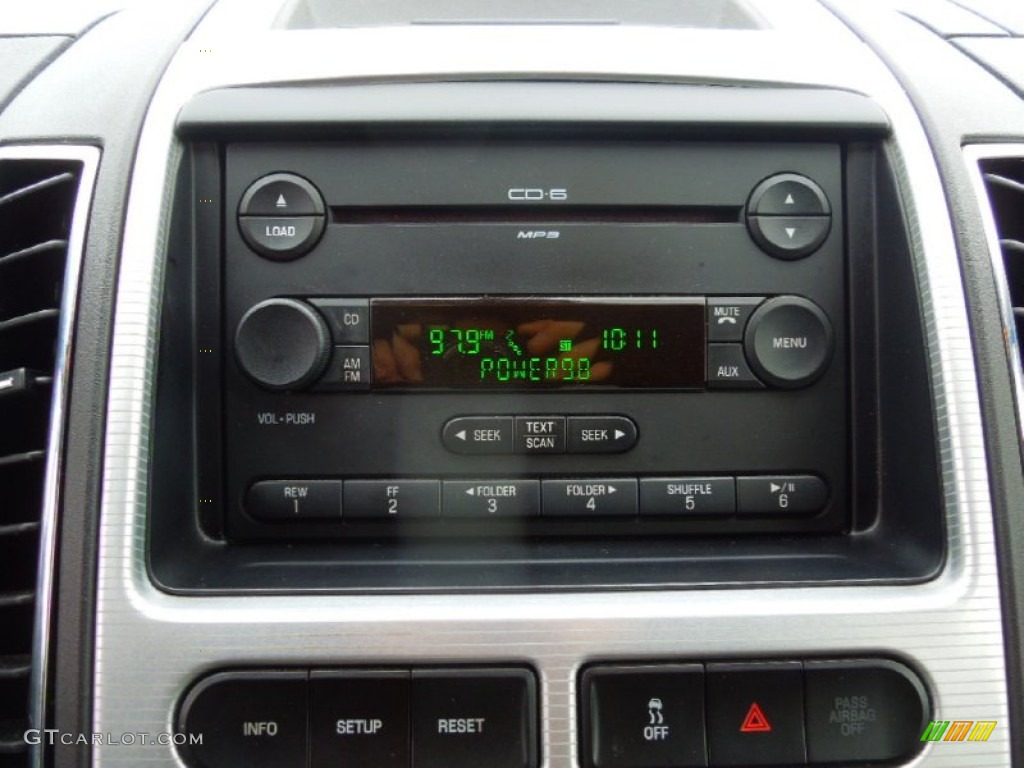 CD·6
LOAD
MP3
CD
AM
FM
97.9 FM
ST
10:11
POWER98
MUTE
AUX
MENU
VOL·PUSH
SEEK
TEXT
SCAN
SEEK
REW
1
FF
2
FOLDER
3
FOLDER
4
SHUFFLE
5
6
INFO
SETUP
RESET
OFF
PASS
AIRBAG
OFF
GTCARLOT.COM